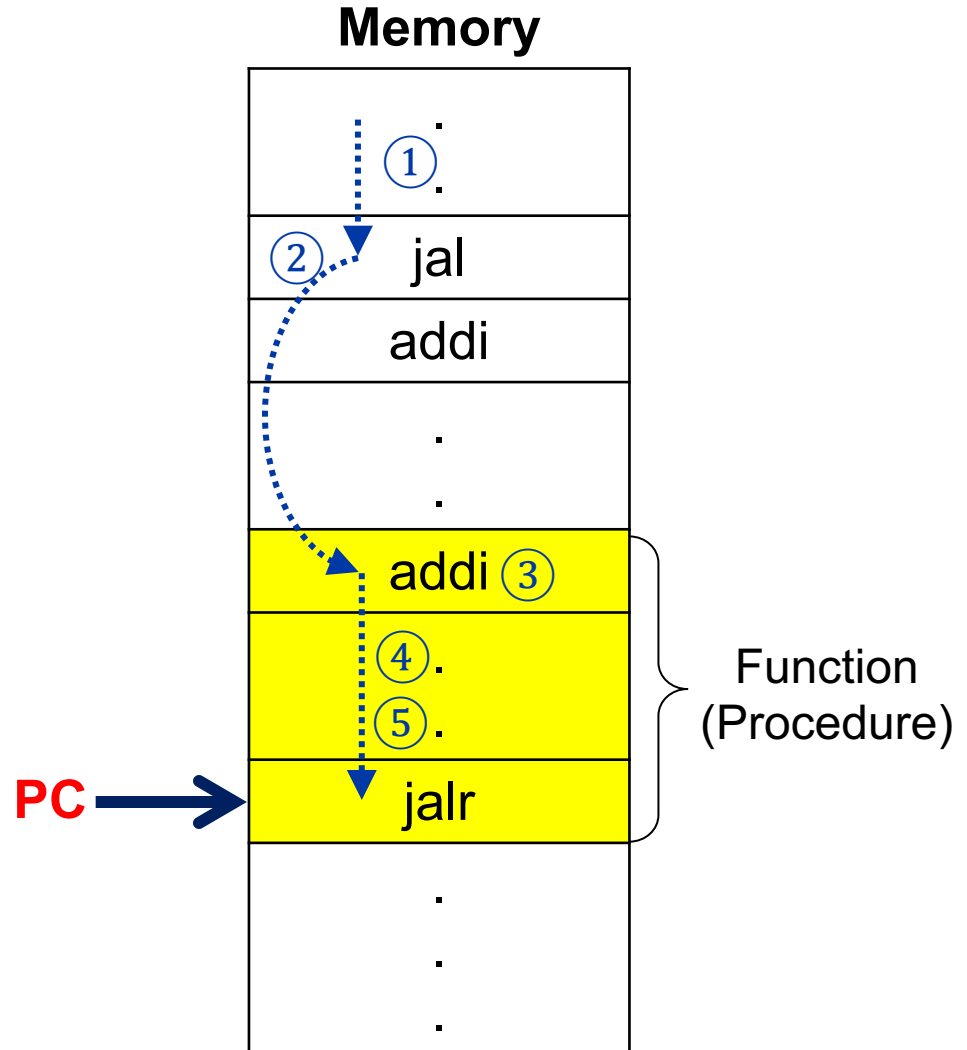 Memory
.
①
.
② jal
addi
.
.
addi ③
④ .
⑤ .
Function
(Procedure)
PC
jalr
.
.
.